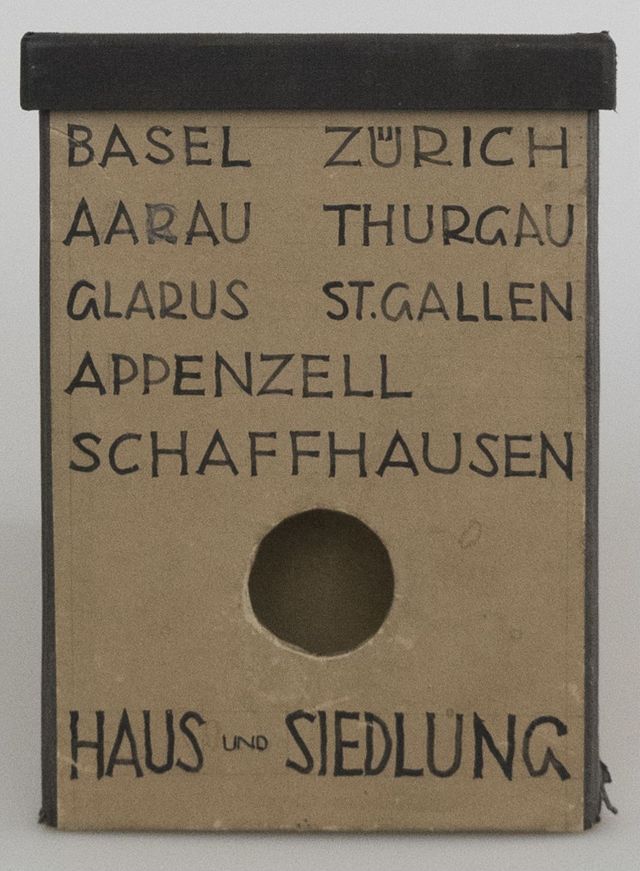 BASEL ZÜRICH
AARAU THURGAU
GLARUS ST.GALLEN
APPENZELL
SCHAFFHAUSEN
HAUS UND SIEDLUNG